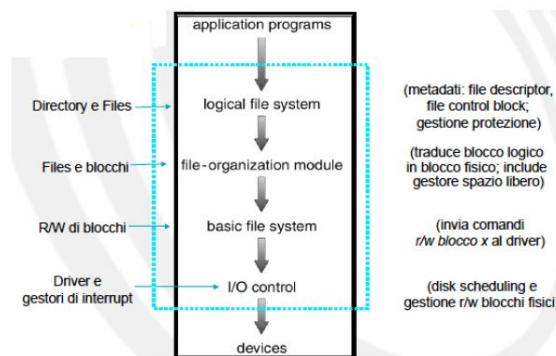 application programs
Directory e Files
logical file system
(metadati: file descriptor,
file control block;
gestione protezione)
Files e blocchi
file-organization module
(traduce blocco logico
in blocco fisico; include
gestore spazio libero)
R/W di blocchi
basic file system
(invia comandi
r/w blocco x al driver)
Driver e
gestori di interrupt
I/O control
(disk scheduling e
gestione r/w blocchi fisici)
devices